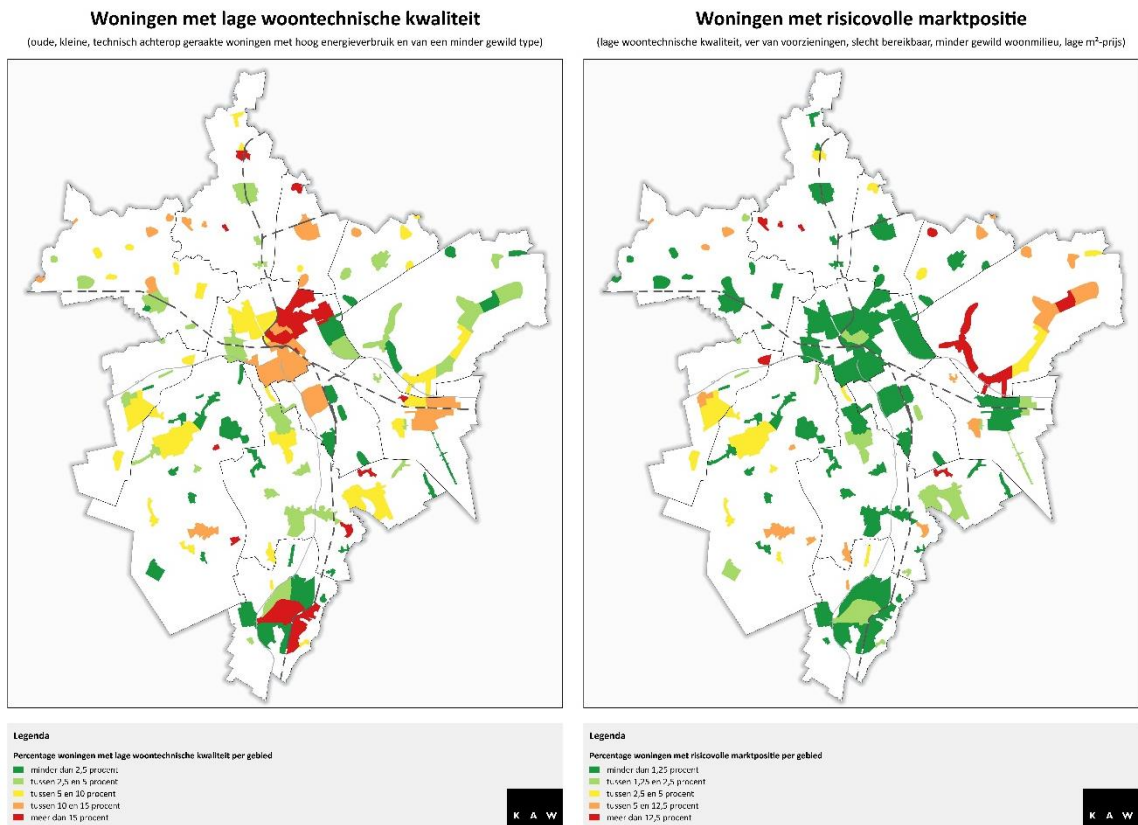 Woningen met lage woontechnische kwaliteit
(oude, kleine, technisch achterop geraakte woningen met hoog energieverbruik en van een minder gewild type)
Legenda
Percentage woningen met lage woontechnische kwaliteit per gebied
minder dan 2,5 procent
tussen 2,5 en 5 procent
tussen 5 en 10 procent
tussen 10 en 15 procent
meer dan 15 procent
KAW
Woningen met risicovolle marktpositie
(lage woontechnische kwaliteit, ver van voorzieningen, slecht bereikbaar, minder gewild woonmilieu, lage m²-prijs)
Legenda
Percentage woningen met risicovolle marktpositie per gebied
minder dan 1,25 procent
tussen 1,25 en 2,5 procent
tussen 2,5 en 5 procent
tussen 5 en 12,5 procent
meer dan 12,5 procent
KAW